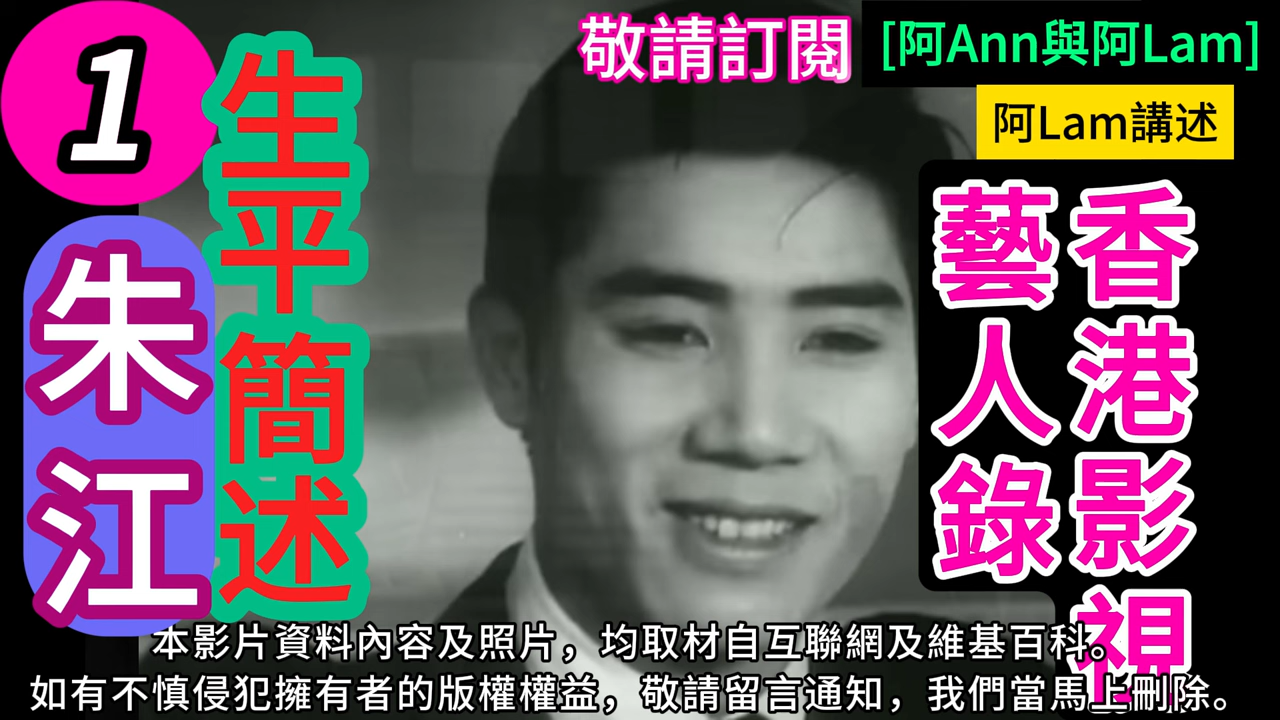 1
朱江
生平簡述
敬請訂閱
[阿Ann與阿Lam]
阿Lam講述
香港影視
藝人錄
本影片資料內容及照片，均取材自互聯網及維基百科。
如有不慎侵犯擁有者的版權權益，敬請留言通知，我們當馬上刪除。